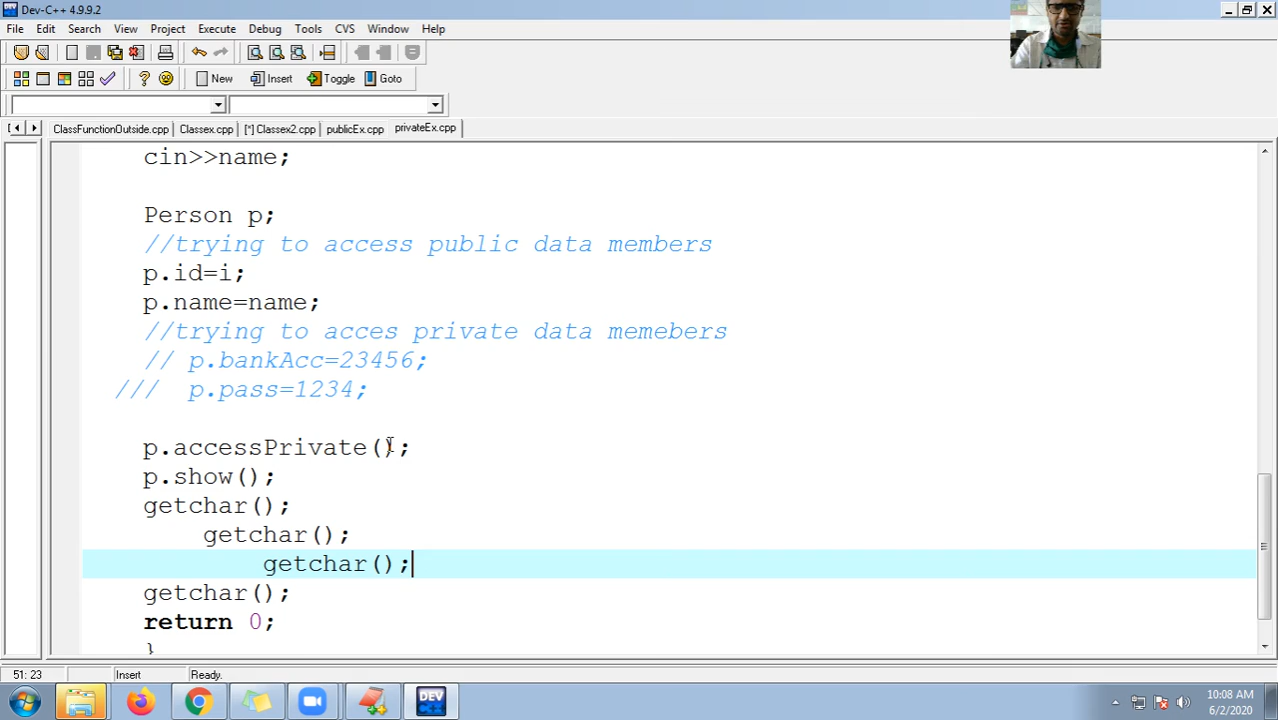 Dev-C++ 4.9.9.2
File Edit Search View Project Execute Debug Tools CVS Window Help
New Insert Toggle Goto
ClassFunctionOutside.cpp Classex.cpp [*] Classex2.cpp publicEx.cpp privateEx.cpp
cin>>name;
Person p;
//trying to access public data members
p.id=i;
p.name=name;
//trying to acces private data memebers
// p.bankAcc=23456;
/// p.pass=1234;
p.accessPrivate();
p.show();
getchar();
getchar();
getchar();
getchar();
return 0;
}
51: 23 Insert Ready.
DEV C++
10:08 AM
6/2/2020